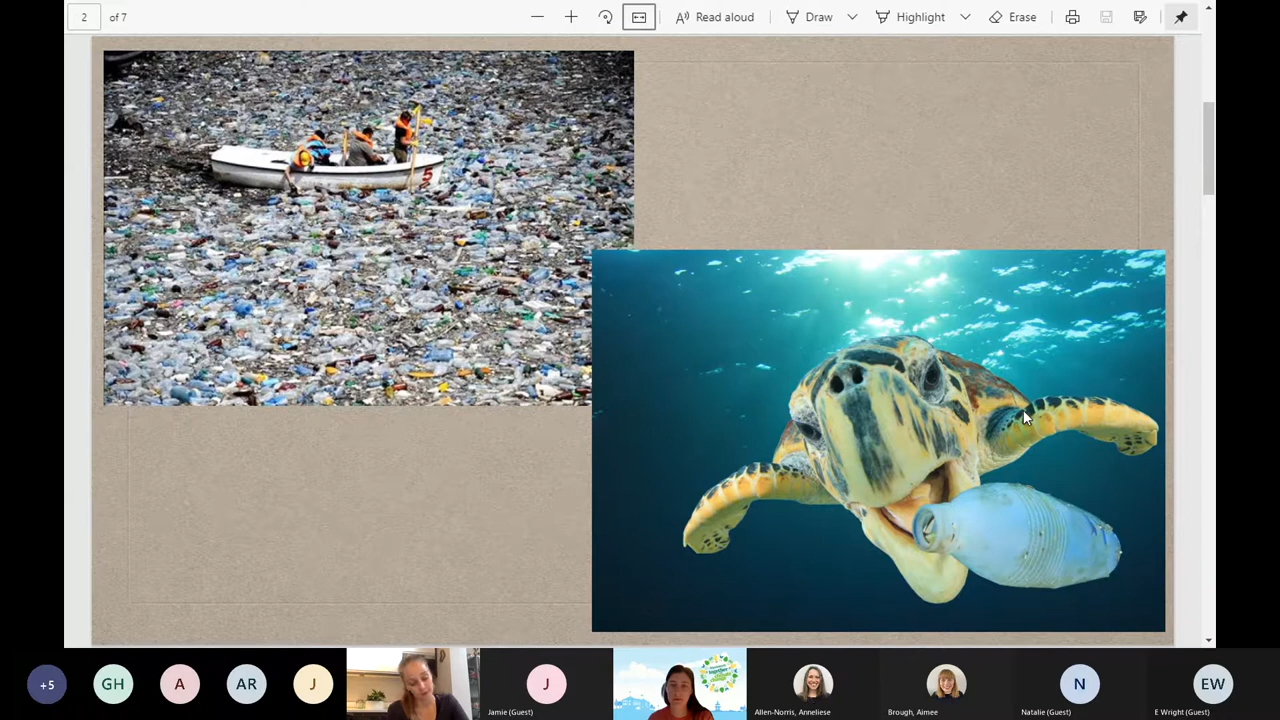 2 of 7 Read aloud Draw Highlight Erase
5
+5 GH A AR J J N EW
Jamie (Guest) Allen-Norris, Anneliese Brough, Aimee Natalie (Guest) E Wright (Guest)